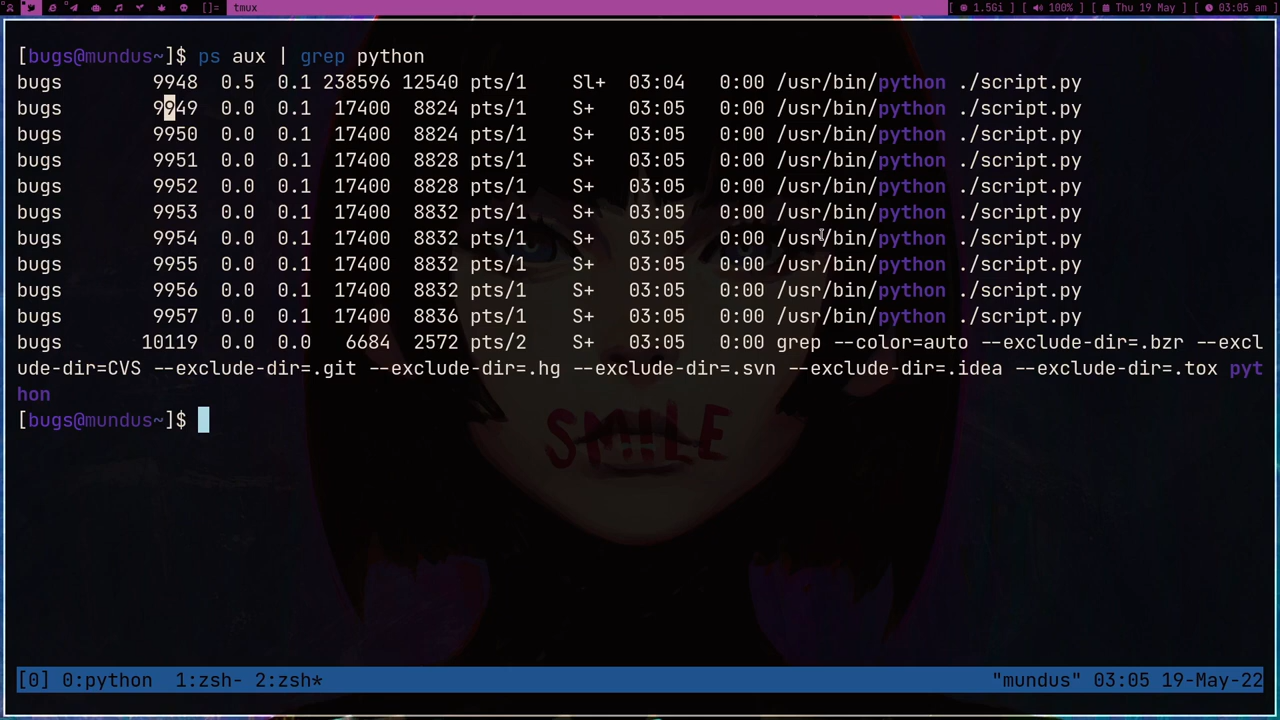 []= tmux [ 1.5Gi ] [ 100% ] [ Thu 19 May ] [ 03:05 am ]
[bugs@mundus~]$ ps aux | grep python
bugs 9948 0.5 0.1 238596 12540 pts/1 Sl+ 03:04 0:00 /usr/bin/python ./script.py
bugs 9949 0.0 0.1 17400 8824 pts/1 S+ 03:05 0:00 /usr/bin/python ./script.py
bugs 9950 0.0 0.1 17400 8824 pts/1 S+ 03:05 0:00 /usr/bin/python ./script.py
bugs 9951 0.0 0.1 17400 8828 pts/1 S+ 03:05 0:00 /usr/bin/python ./script.py
bugs 9952 0.0 0.1 17400 8828 pts/1 S+ 03:05 0:00 /usr/bin/python ./script.py
bugs 9953 0.0 0.1 17400 8832 pts/1 S+ 03:05 0:00 /usr/bin/python ./script.py
bugs 9954 0.0 0.1 17400 8832 pts/1 S+ 03:05 0:00 /usr/bin/python ./script.py
bugs 9955 0.0 0.1 17400 8832 pts/1 S+ 03:05 0:00 /usr/bin/python ./script.py
bugs 9956 0.0 0.1 17400 8832 pts/1 S+ 03:05 0:00 /usr/bin/python ./script.py
bugs 9957 0.0 0.1 17400 8836 pts/1 S+ 03:05 0:00 /usr/bin/python ./script.py
bugs 10119 0.0 0.0 6684 2572 pts/2 S+ 03:05 0:00 grep --color=auto --exclude-dir=.bzr --excl
ude-dir=CVS --exclude-dir=.git --exclude-dir=.hg --exclude-dir=.svn --exclude-dir=.idea --exclude-dir=.tox pyt
hon
[bugs@mundus~]$
SMILE
[0] 0:python 1:zsh- 2:zsh* "mundus" 03:05 19-May-22